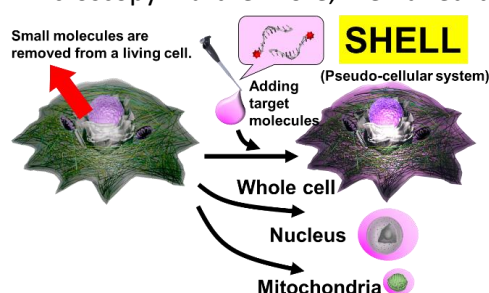 Small molecules are
removed from a living cell.
SHELL
(Pseudo-cellular system)
Adding
target
molecules
Whole cell
Nucleus
Mitochondria